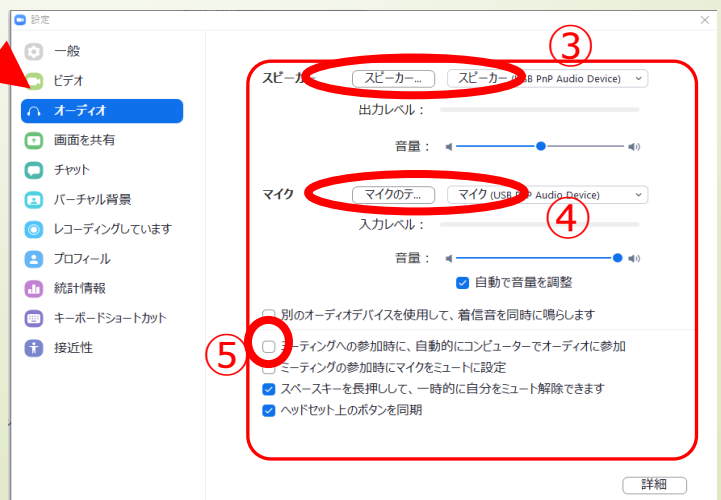 設定
一般
ビデオ
オーディオ
画面を共有
チャット
バーチャル背景
レコーディングしています
プロフィール
統計情報
キーボードショートカット
接近性
③
スピーカー... スピーカー (USB PnP Audio Device)
出力レベル：
音量：
マイク マイクのテ... マイク (USB PnP Audio Device)
④
入力レベル：
音量：
自動で音量を調整
別のオーディオデバイスを使用して、着信音を同時に鳴らします
⑤
ミーティングへの参加時に、自動的にコンピューターでオーディオに参加
ミーティングの参加時にマイクをミュートに設定
スペースキーを長押しして、一時的に自分をミュート解除できます
ヘッドセット上のボタンを同期
詳細